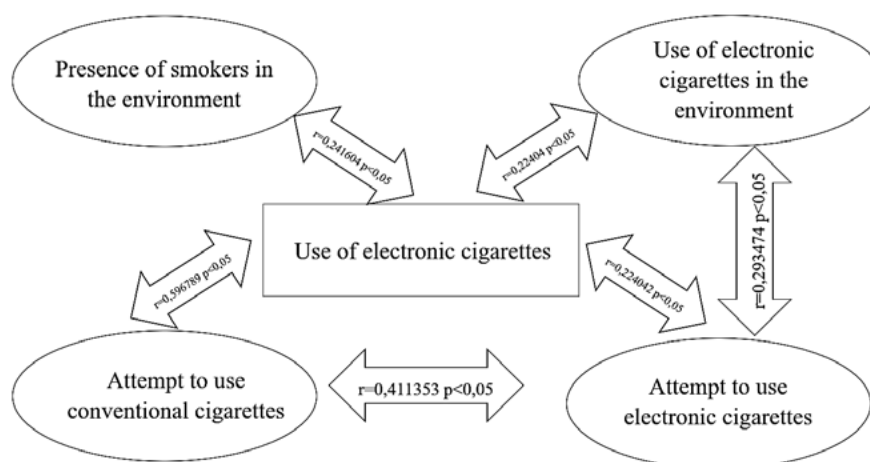 Presence of smokers in
the environment
Use of electronic
cigarettes in the
environment
r=0,241604 p<0,05
r=0,22404 p<0,05
Use of electronic cigarettes
r=0,293474 p<0,05
r=0,596789 p<0,05
r=0,224042 p<0,05
Attempt to use
conventional cigarettes
r=0,411353 p<0,05
Attempt to use
electronic cigarettes